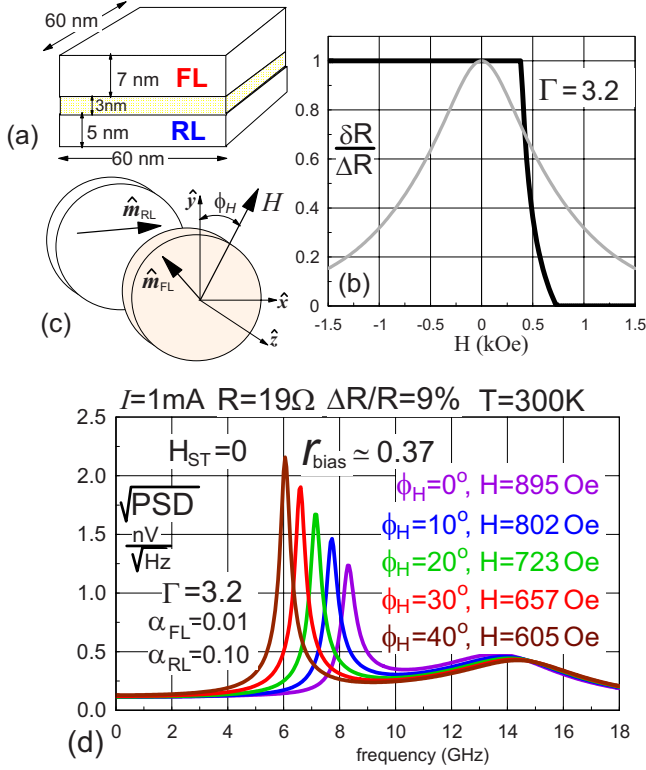 60 nm
7 nm
FL
3nm
5 nm
RL
(a)
60 nm
Γ = 3.2
δR
ΔR
1
0.8
0.6
0.4
0.2
0
(b)
-1.5 -1 -0.5 0 0.5 1 1.5
H (kOe)
m̂RL
ŷ
ϕH
H
m̂FL
x̂
ẑ
(c)
I=1mA R=19Ω ΔR/R=9% T=300K
2.5
2.0
1.5
1.0
0.5
0.0
HST=0
rbias≃0.37
√PSD
nV
√Hz
ϕH=0°, H=895 Oe
ϕH=10°, H=802 Oe
ϕH=20°, H=723 Oe
ϕH=30°, H=657 Oe
ϕH=40°, H=605 Oe
Γ=3.2
αFL=0.01
αRL=0.10
0 2 4 6 8 10 12 14 16 18
(d)
frequency (GHz)